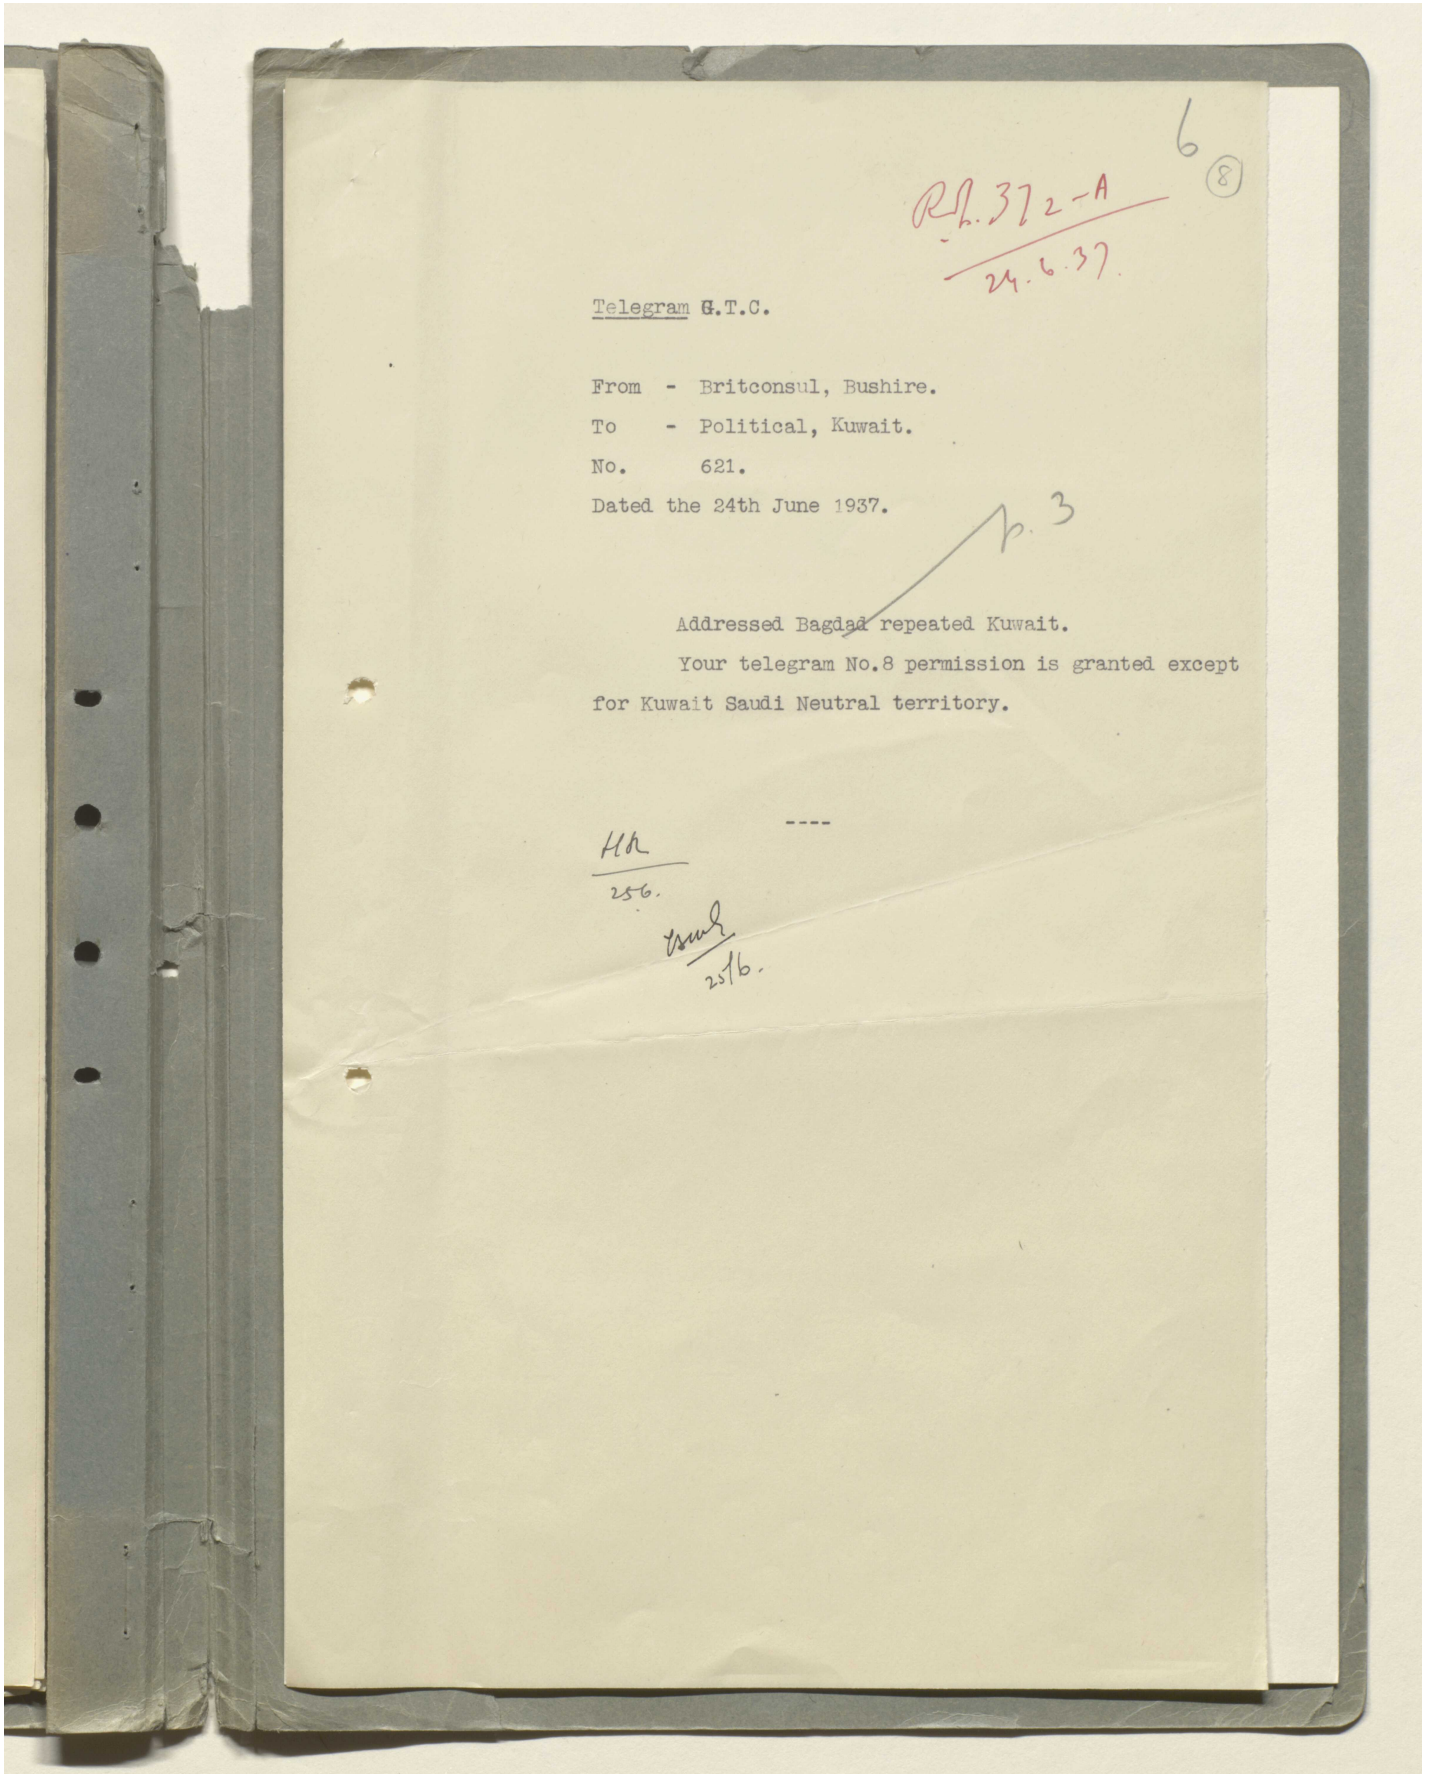 6
8
372-A
24.6.37.
Telegram G.T.C.
From - Britconsul, Bushire.
To - Political, Kuwait.
No. 621.
Dated the 24th June 1937.
p. 3
Addressed Bagdad repeated Kuwait.
Your telegram No.8 permission is granted except
for Kuwait Saudi Neutral territory.
----
25/6.